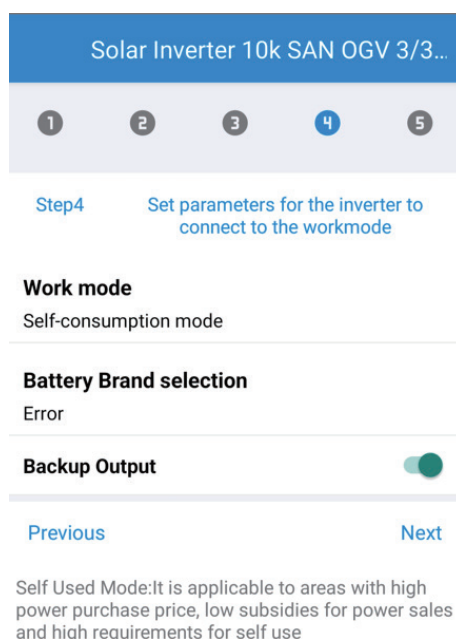 Solar Inverter 10k SAN OGV 3/3...
1 2 3 4 5
Step4
Set parameters for the inverter to
connect to the workmode
Work mode
Self-consumption mode
Battery Brand selection
Error
Backup Output
Previous Next
Self Used Mode:It is applicable to areas with high
power purchase price, low subsidies for power sales
and high requirements for self use